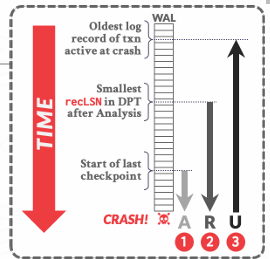 WAL
Oldest log
record of txn
active at crash
Smallest
recLSN in DPT
after Analysis
TIME
Start of last
checkpoint
CRASH!
A R U
1 2 3